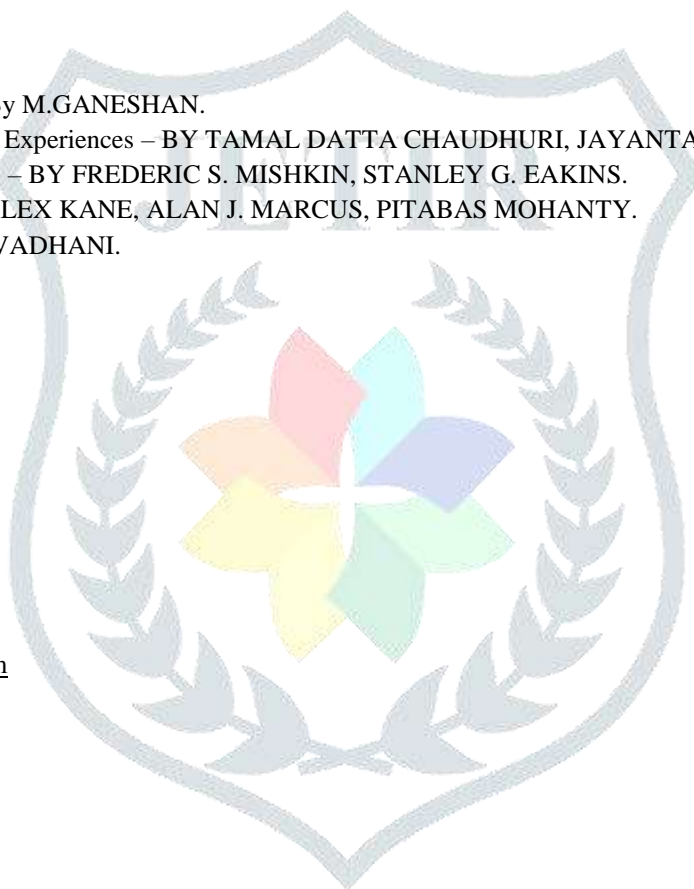 y M.GANESHAN.
Experiences – BY TAMAL DATTA CHAUDHURI, JAYANTA
– BY FREDERIC S. MISHKIN, STANLEY G. EAKINS.
LEX KANE, ALAN J. MARCUS, PITABAS MOHANTY.
VADHANI.
JETIR